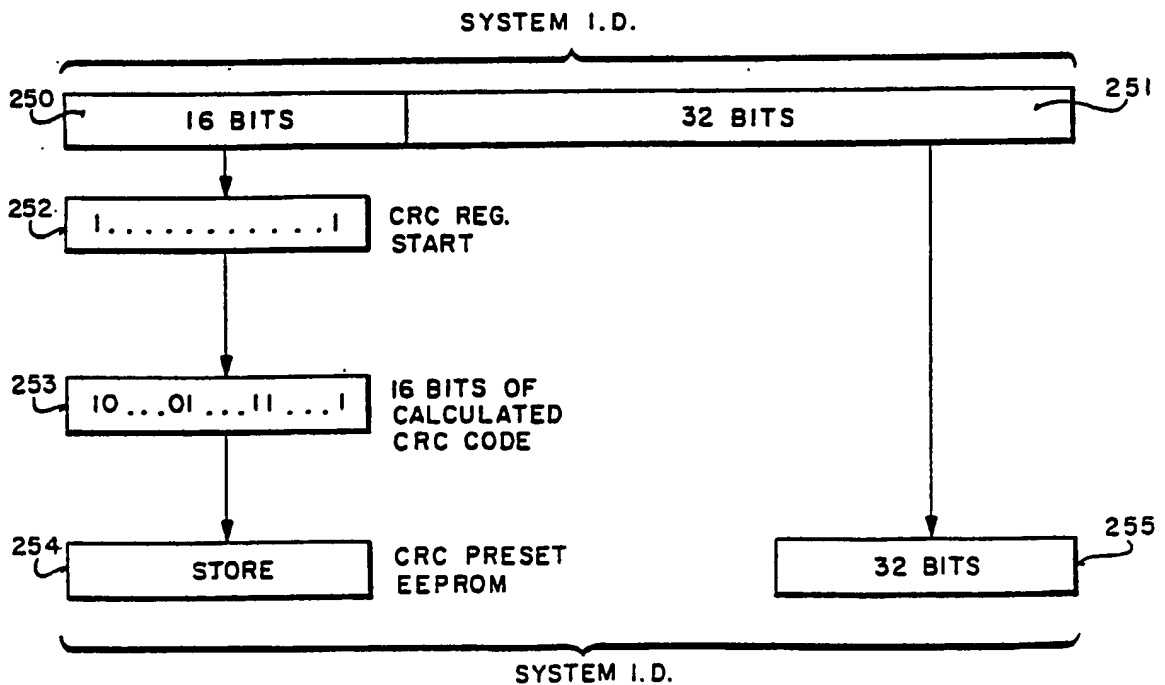 SYSTEM I.D.
250
16 BITS
32 BITS
251
252
1............1
CRC REG.
START
253
10...01...11...1
16 BITS OF
CALCULATED
CRC CODE
254
STORE
CRC PRESET
EEPROM
32 BITS
255
SYSTEM I.D.